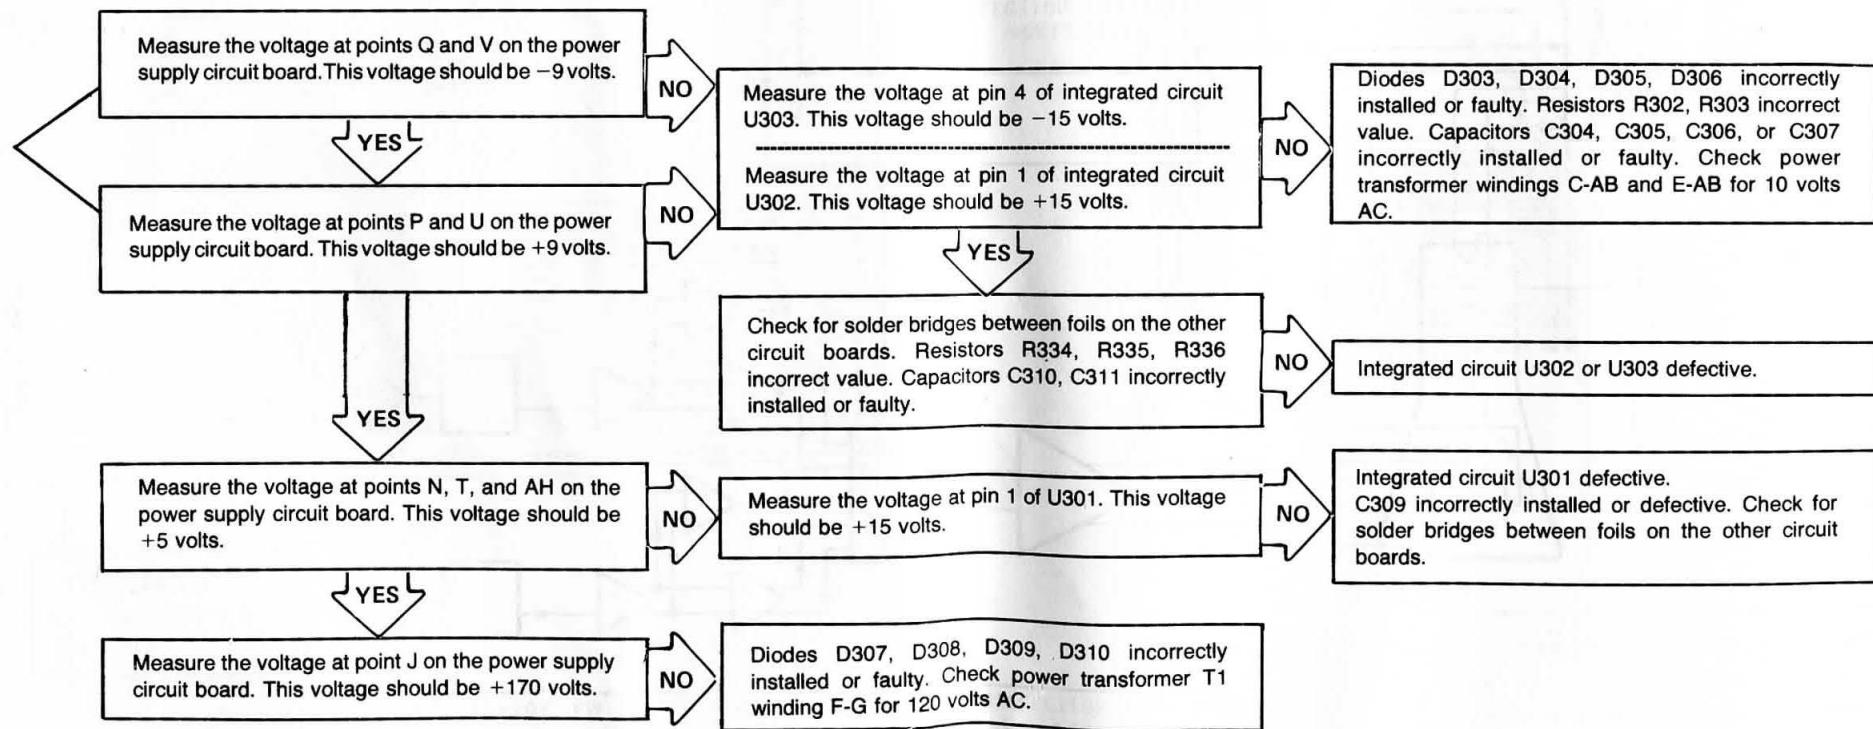 Measure the voltage at points Q and V on the power
supply circuit board. This voltage should be −9 volts.
NO
YES
Measure the voltage at points P and U on the power
supply circuit board. This voltage should be +9 volts.
NO
Measure the voltage at pin 4 of integrated circuit
U303. This voltage should be −15 volts.
Measure the voltage at pin 1 of integrated circuit
U302. This voltage should be +15 volts.
NO
Diodes D303, D304, D305, D306 incorrectly
installed or faulty. Resistors R302, R303 incorrect
value. Capacitors C304, C305, C306, or C307
incorrectly installed or faulty. Check power
transformer windings C-AB and E-AB for 10 volts
AC.
YES
Check for solder bridges between foils on the other
circuit boards. Resistors R334, R335, R336
incorrect value. Capacitors C310, C311 incorrectly
installed or faulty.
NO
Integrated circuit U302 or U303 defective.
YES
Measure the voltage at points N, T, and AH on the
power supply circuit board. This voltage should be
+5 volts.
NO
Measure the voltage at pin 1 of U301. This voltage
should be +15 volts.
NO
Integrated circuit U301 defective.
C309 incorrectly installed or defective. Check for
solder bridges between foils on the other circuit
boards.
YES
Measure the voltage at point J on the power supply
circuit board. This voltage should be +170 volts.
NO
Diodes D307, D308, D309, D310 incorrectly
installed or faulty. Check power transformer T1
winding F-G for 120 volts AC.